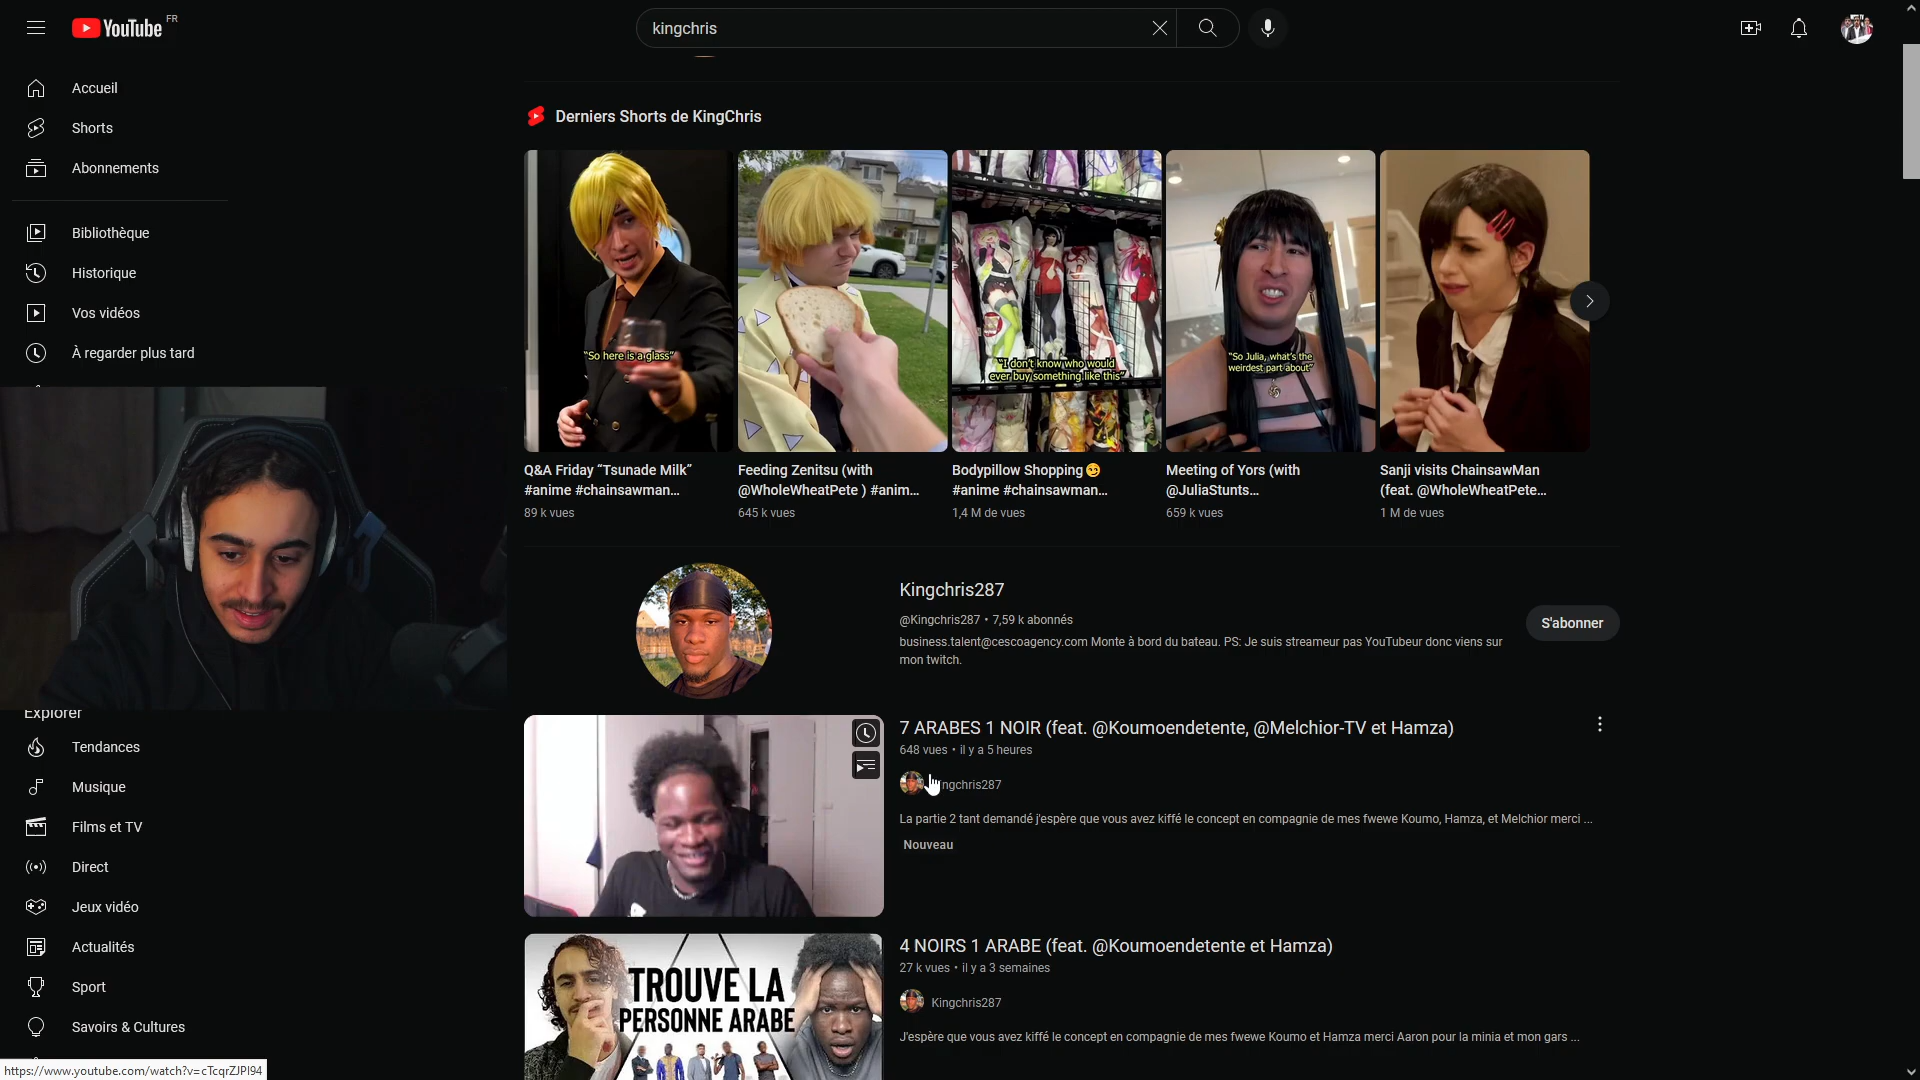 YouTube FR
kingchris
Accueil
Shorts
Abonnements
Bibliothèque
Historique
Vos vidéos
À regarder plus tard
Explorer
Tendances
Musique
Films et TV
Direct
Jeux vidéo
Actualités
Sport
Savoirs & Cultures
https://www.youtube.com/watch?v=cTcqrZJPl94
Derniers Shorts de KingChris
"So here is a glass"
"I don't know who would
ever buy something like this"
"So Julia, what's the
weirdest part about"
Q&A Friday “Tsunade Milk”
#anime #chainsawman...
89 k vues
Feeding Zenitsu (with
@WholeWheatPete ) #anim...
645 k vues
Bodypillow Shopping😏
#anime #chainsawman...
1,4 M de vues
Meeting of Yors (with
@JuliaStunts...
659 k vues
Sanji visits ChainsawMan
(feat. @WholeWheatPete...
1 M de vues
Kingchris287
@Kingchris287 • 7,59 k abonnés
business.talent@cescoagency.com Monte à bord du bateau. PS: Je suis streameur pas YouTubeur donc viens sur
mon twitch.
S'abonner
7 ARABES 1 NOIR (feat. @Koumoendetente, @Melchior-TV et Hamza)
648 vues • il y a 5 heures
ngchris287
La partie 2 tant demandé j'espère que vous avez kiffé le concept en compagnie de mes fwewe Koumo, Hamza, et Melchior merci ...
Nouveau
TROUVE LA
PERSONNE ARABE
4 NOIRS 1 ARABE (feat. @Koumoendetente et Hamza)
27 k vues • il y a 3 semaines
Kingchris287
J'espère que vous avez kiffé le concept en compagnie de mes fwewe Koumo et Hamza merci Aaron pour la minia et mon gars ...